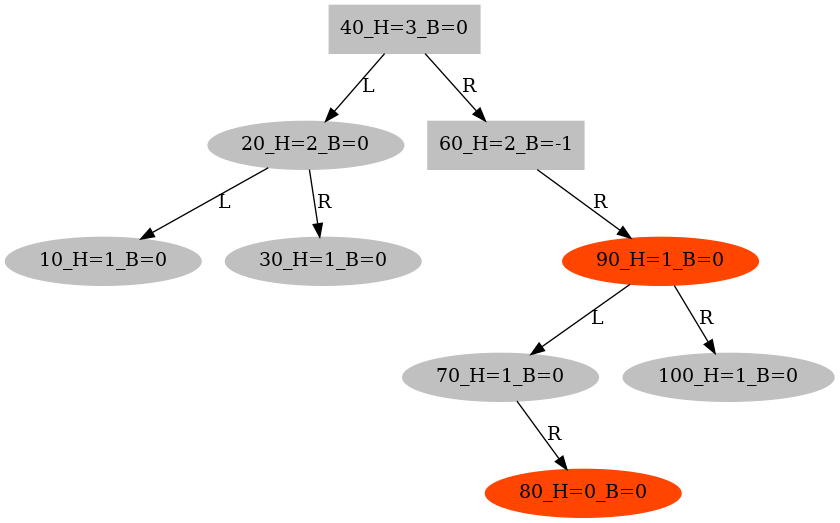 40_H=3_B=0
L
R
20_H=2_B=0
60_H=2_B=-1
L
R
R
10_H=1_B=0
30_H=1_B=0
90_H=1_B=0
L
R
70_H=1_B=0
100_H=1_B=0
R
80_H=0_B=0